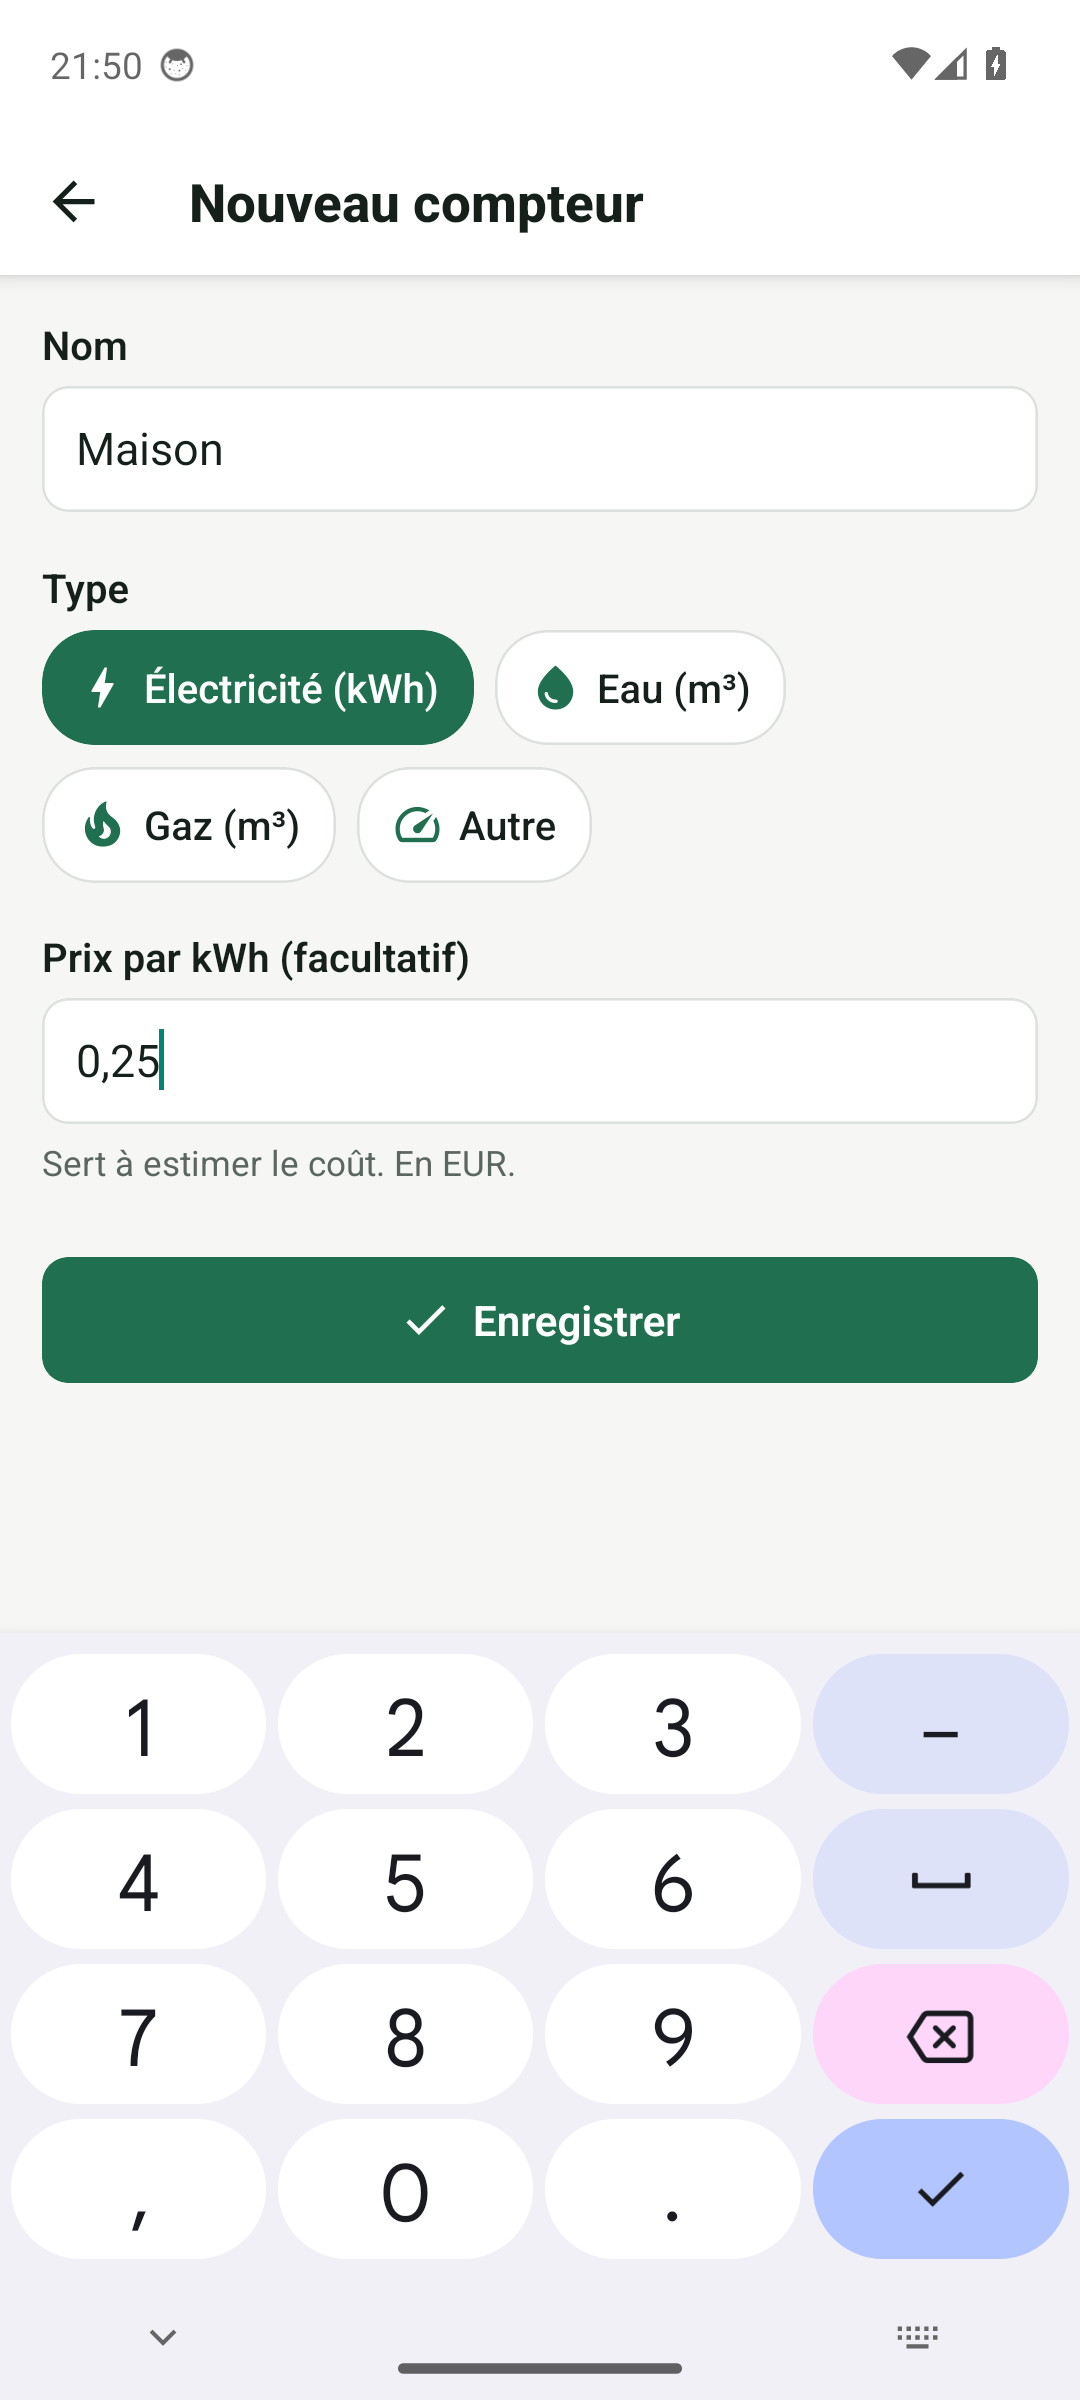 21:50
Nouveau compteur
Nom
Maison
Type
Électricité (kWh)
Eau (m³)
Gaz (m³)
Autre
Prix par kWh (facultatif)
0,25
Sert à estimer le coût. En EUR.
Enregistrer
1 2 3 –
4 5 6
7 8 9
, 0 .